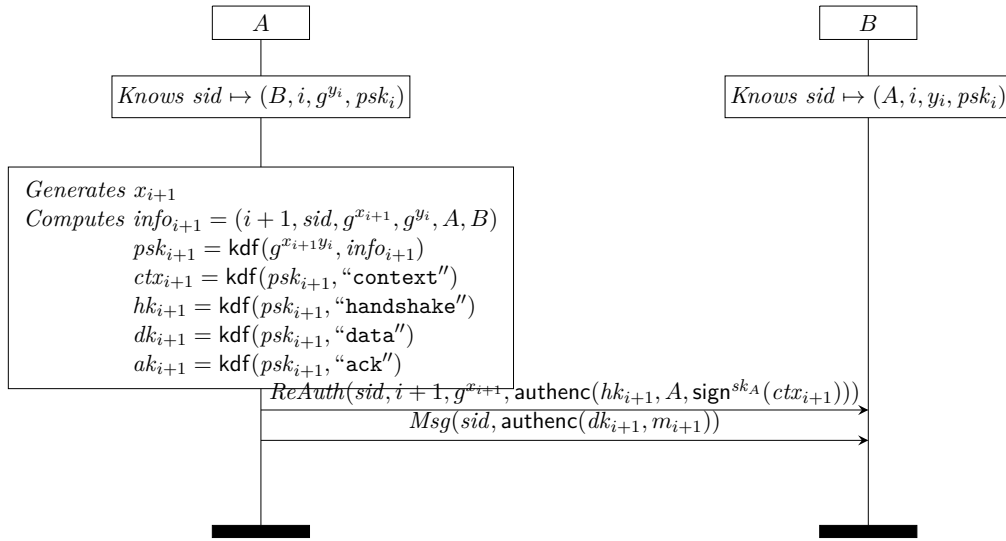 A
B
Knows sid ↦ (B, i, g^{y_i}, psk_i)
Knows sid ↦ (A, i, y_i, psk_i)
Generates x_{i+1}
Computes info_{i+1} = (i + 1, sid, g^{x_{i+1}}, g^{y_i}, A, B)
psk_{i+1} = kdf(g^{x_{i+1}y_i}, info_{i+1})
ctx_{i+1} = kdf(psk_{i+1}, “context″)
hk_{i+1} = kdf(psk_{i+1}, “handshake″)
dk_{i+1} = kdf(psk_{i+1}, “data″)
ak_{i+1} = kdf(psk_{i+1}, “ack″)
ReAuth(sid, i + 1, g^{x_{i+1}}, authenc(hk_{i+1}, A, sign^{sk_A}(ctx_{i+1})))
Msg(sid, authenc(dk_{i+1}, m_{i+1}))